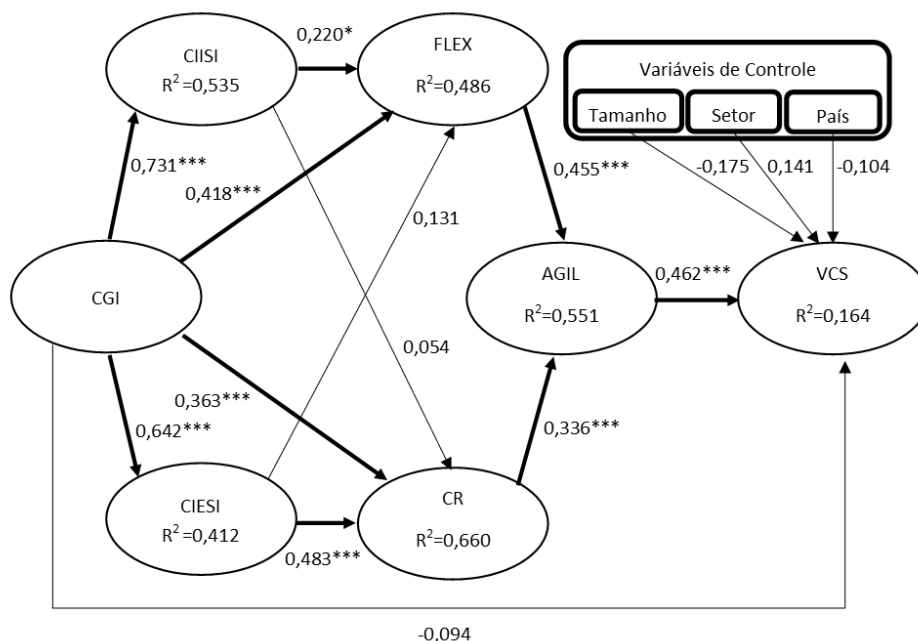 0,220*
CIISI
R²=0,535
FLEX
R²=0,486
Variáveis de Controle
Tamanho
Setor
País
0,731***
0,418***
0,131
0,455***
-0,175
0,141
-0,104
CGI
AGIL
R²=0,551
0,462***
VCS
R²=0,164
0,054
0,363***
0,642***
0,336***
CIESI
R²=0,412
0,483***
CR
R²=0,660
-0,094